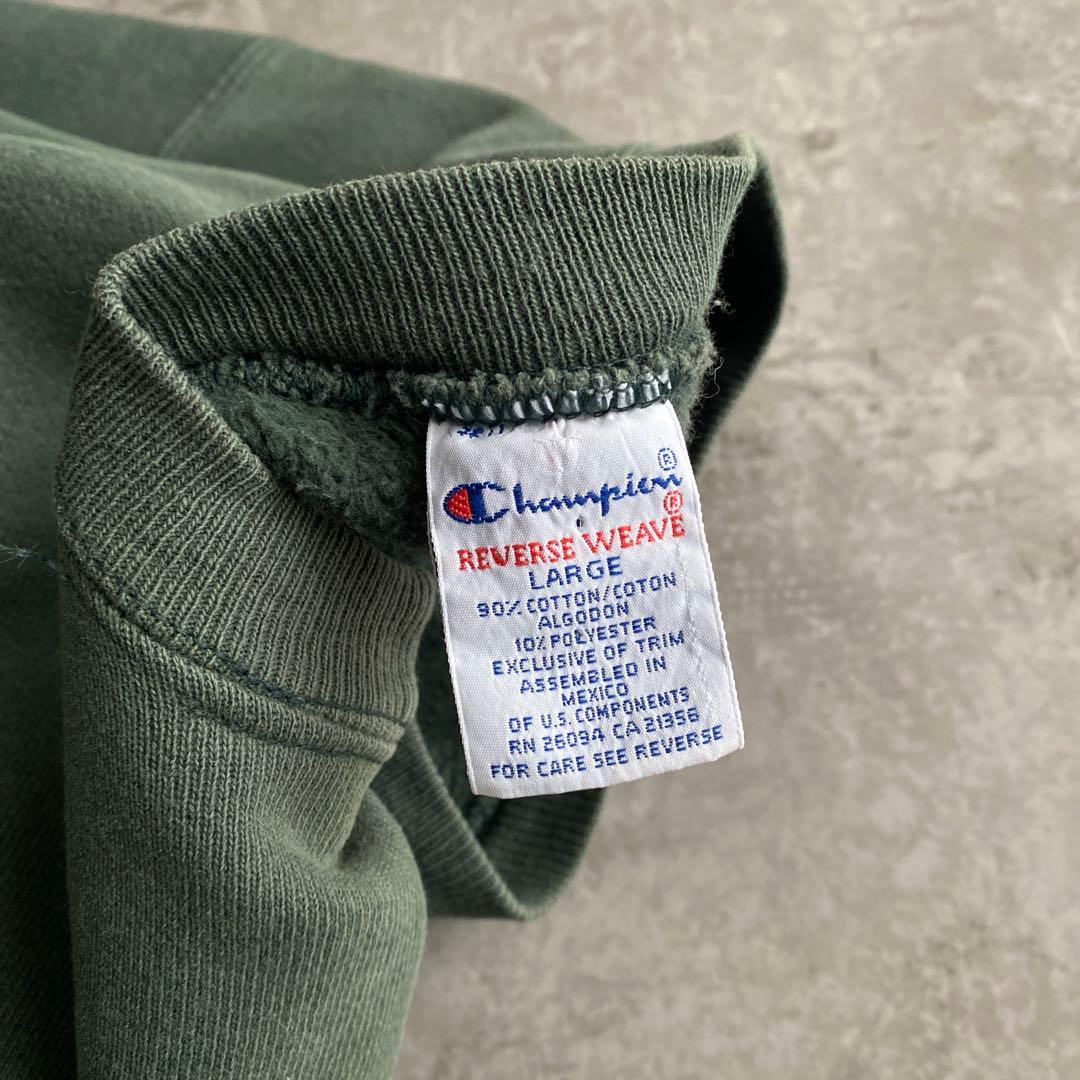 Champion®
REVERSE WEAVE®
LARGE
90% COTTON/COTON
ALGODON
10% POLYESTER
EXCLUSIVE OF TRIM
ASSEMBLED IN
MEXICO
OF U.S. COMPONENTS
RN 26094 CA 21356
FOR CARE SEE REVERSE